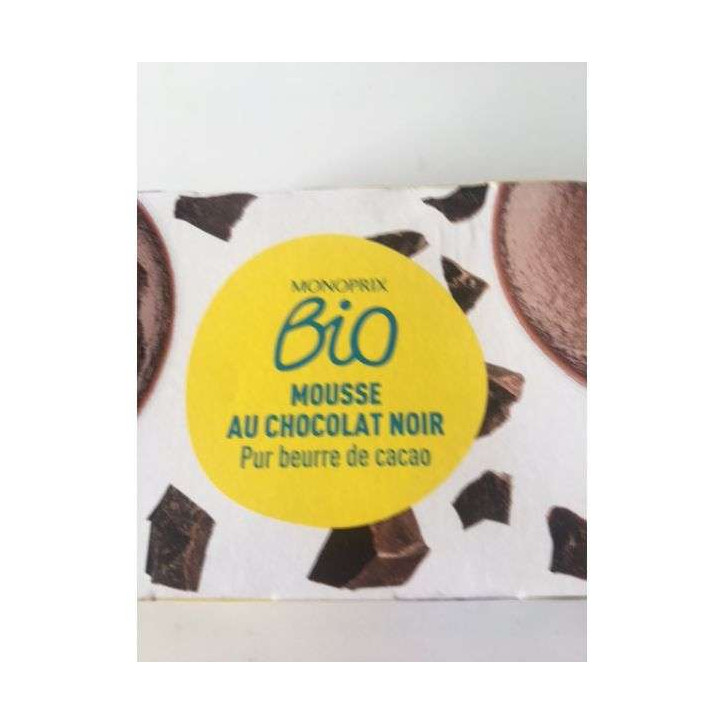 MONOPRIX
Bio
MOUSSE
AU CHOCOLAT NOIR
Pur beurre de cacao